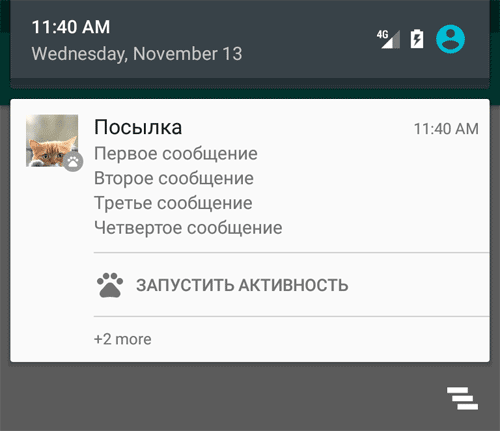 11:40 AM
Wednesday, November 13
4G
Посылка 11:40 AM
Первое сообщение
Второе сообщение
Третье сообщение
Четвертое сообщение
ЗАПУСТИТЬ АКТИВНОСТЬ
+2 more